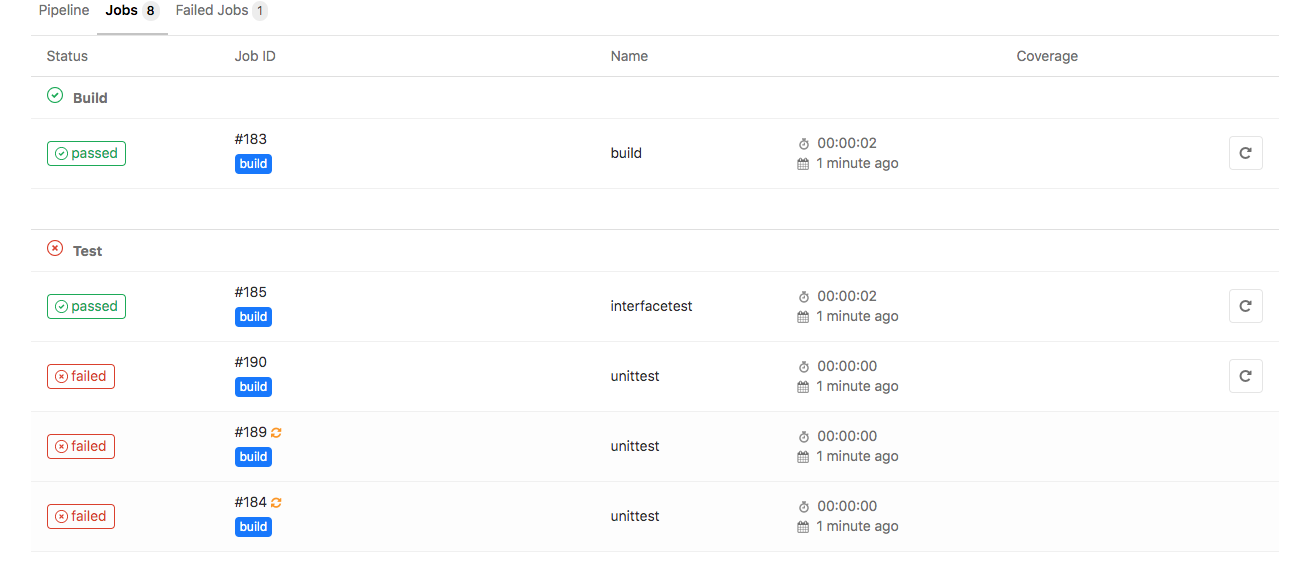 Pipeline Jobs 8 Failed Jobs 1
Status Job ID Name Coverage
Build
passed #183 build 00:00:02
build 1 minute ago
Test
passed #185 interfacetest 00:00:02
build 1 minute ago
failed #190 unittest 00:00:00
build 1 minute ago
failed #189 unittest 00:00:00
build 1 minute ago
failed #184 unittest 00:00:00
build 1 minute ago